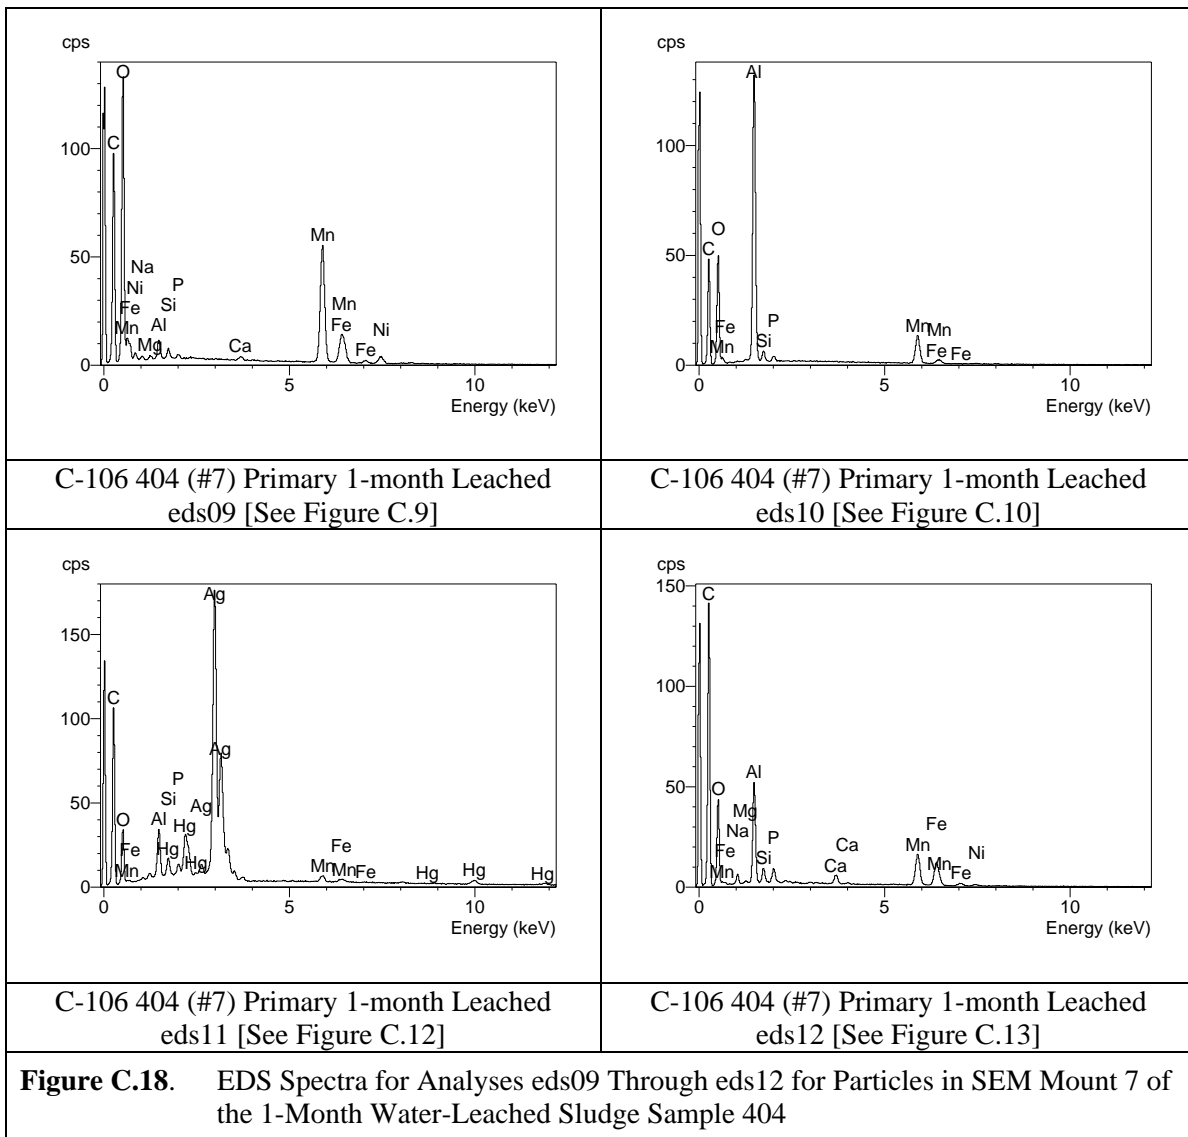 cps
O
C
100
Na
Ni
Fe
Mn
P
Si
Al
Mg
50
Mn
Mn
Fe
Fe
Ni
Ca
0
0
5
10
Energy (keV)
C-106 404 (#7) Primary 1-month Leached
eds09 [See Figure C.9]
cps
Al
100
O
C
50
Fe
Mn
P
Si
Mn
Mn
Fe
Fe
0
0
5
10
Energy (keV)
C-106 404 (#7) Primary 1-month Leached
eds10 [See Figure C.10]
cps
Ag
150
C
100
Ag
P
Si
Ag
50
O
Al
Hg
Fe
Hg
Hg
Mn
Fe
Mn
Mn
Fe
Hg
Hg
Hg
0
0
5
10
Energy (keV)
C-106 404 (#7) Primary 1-month Leached
eds11 [See Figure C.12]
cps
150
C
100
Al
O
50
Mg
Na
Fe
Mn
P
Si
Ca
Ca
Fe
Mn
Mn
Fe
Ni
0
0
5
10
Energy (keV)
C-106 404 (#7) Primary 1-month Leached
eds12 [See Figure C.13]
Figure C.18. EDS Spectra for Analyses eds09 Through eds12 for Particles in SEM Mount 7 of
the 1-Month Water-Leached Sludge Sample 404